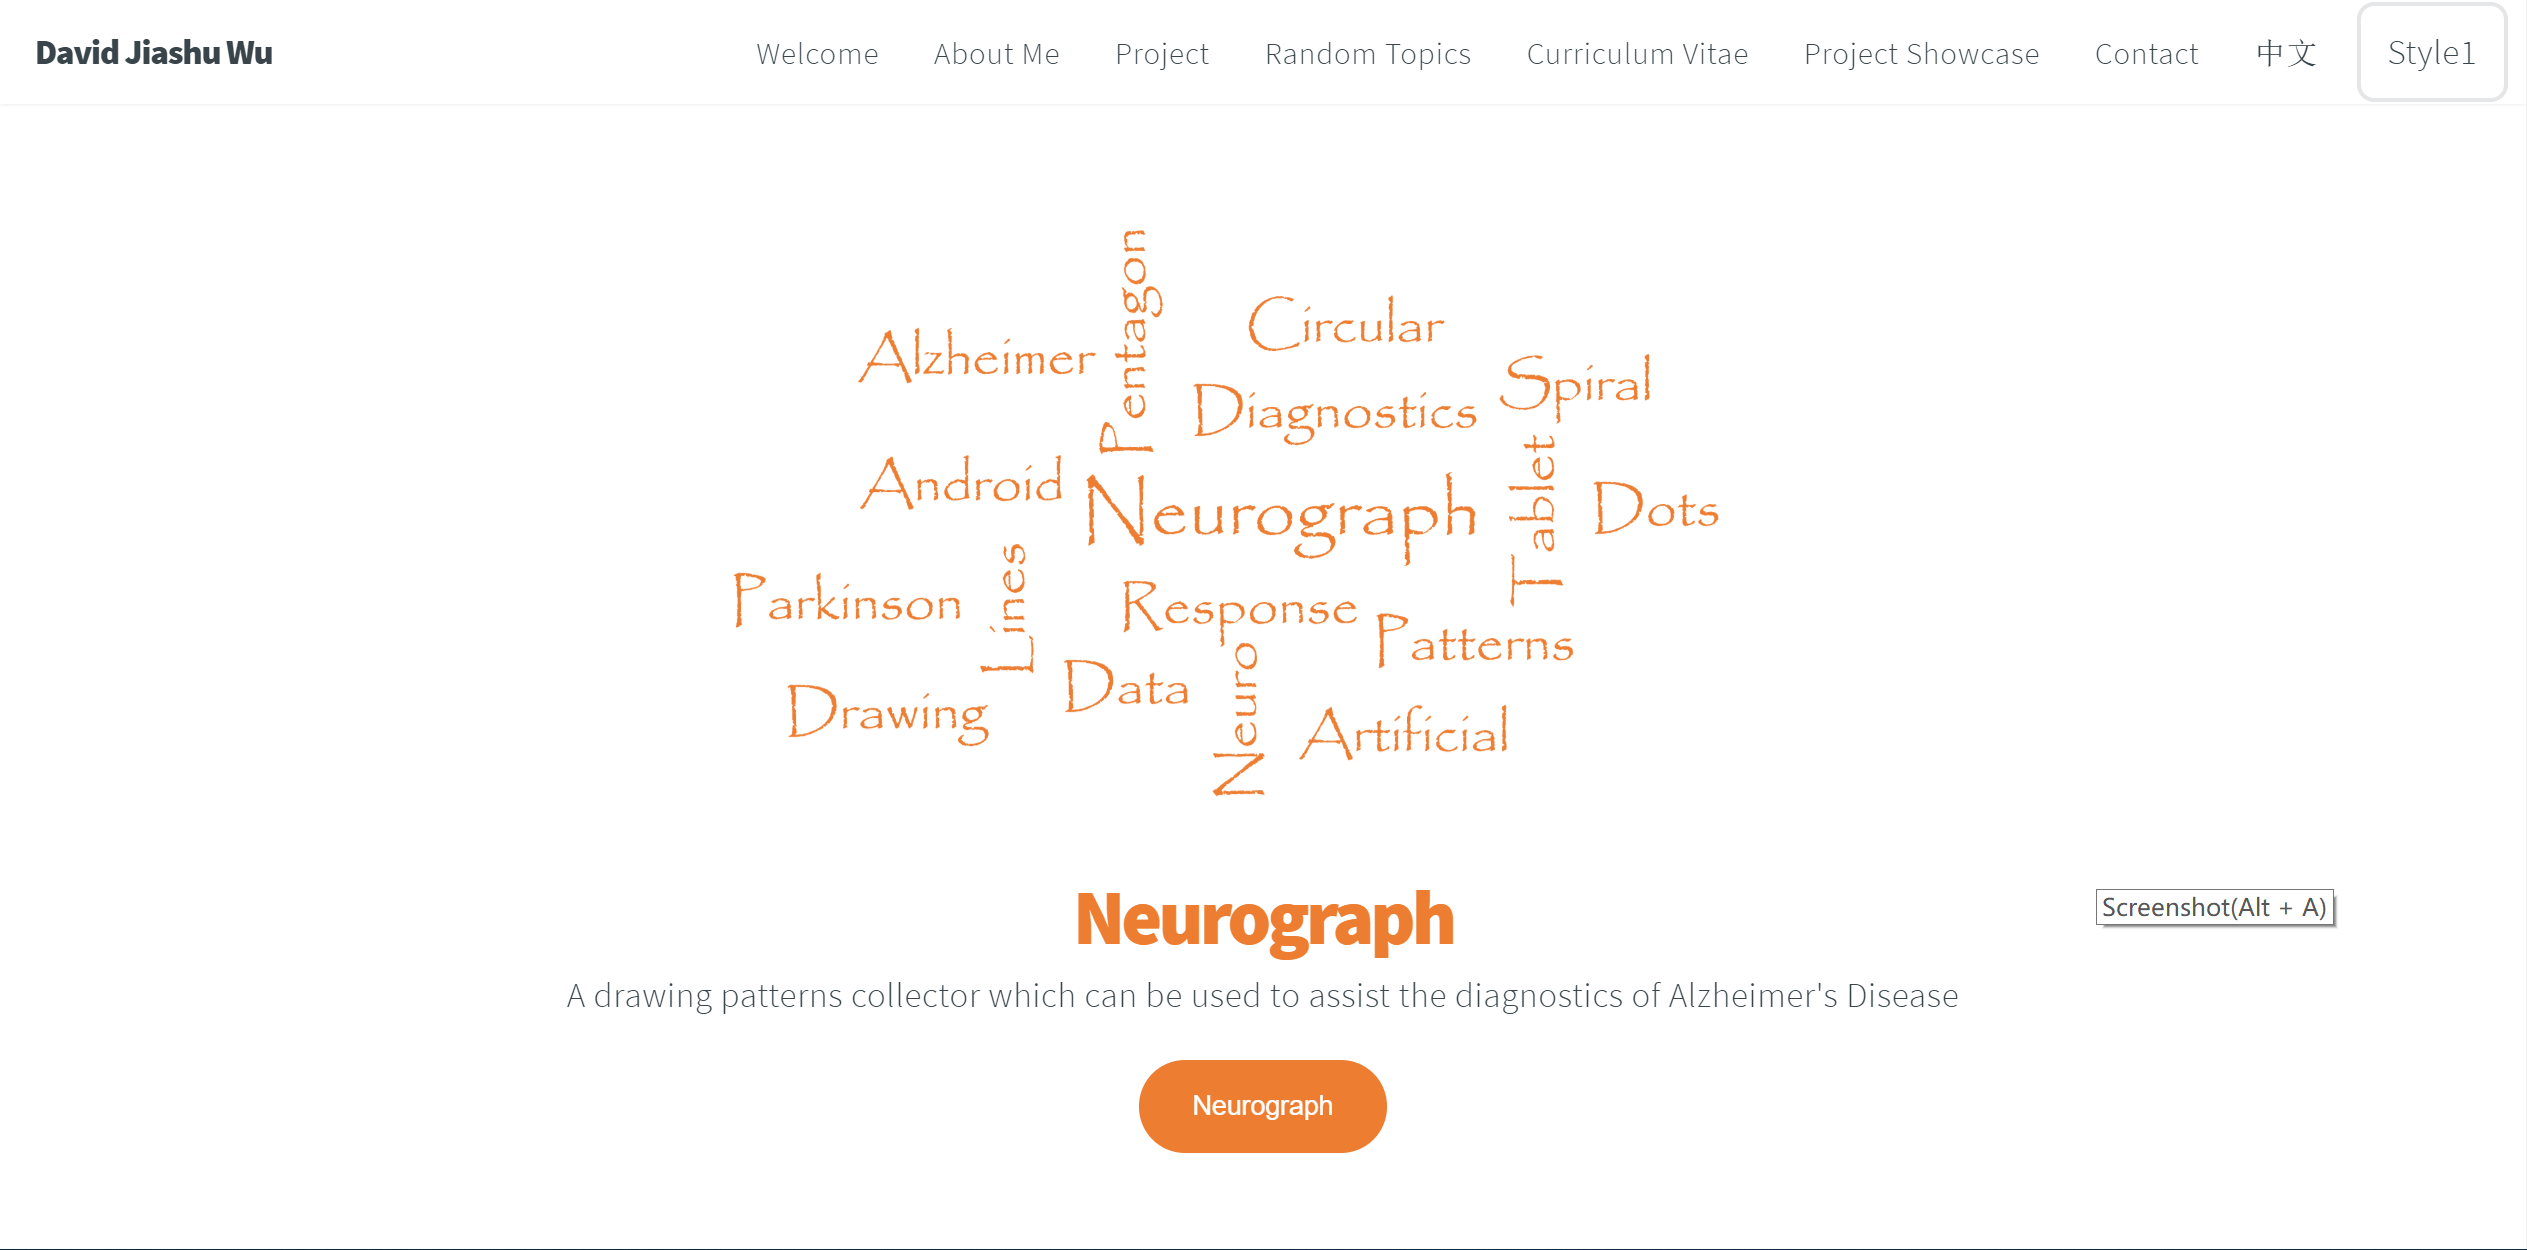 David Jiashu Wu
Welcome About Me Project Random Topics Curriculum Vitae Project Showcase Contact 中文 Style1
Pentagon
Circular
Alzheimer
Spiral
Diagnostics
Tablet
Android
Neurograph
Dots
Lines
Parkinson
Response
Patterns
Data
Neuro
Drawing
Artificial
Neurograph
Screenshot(Alt + A)
A drawing patterns collector which can be used to assist the diagnostics of Alzheimer's Disease
Neurograph